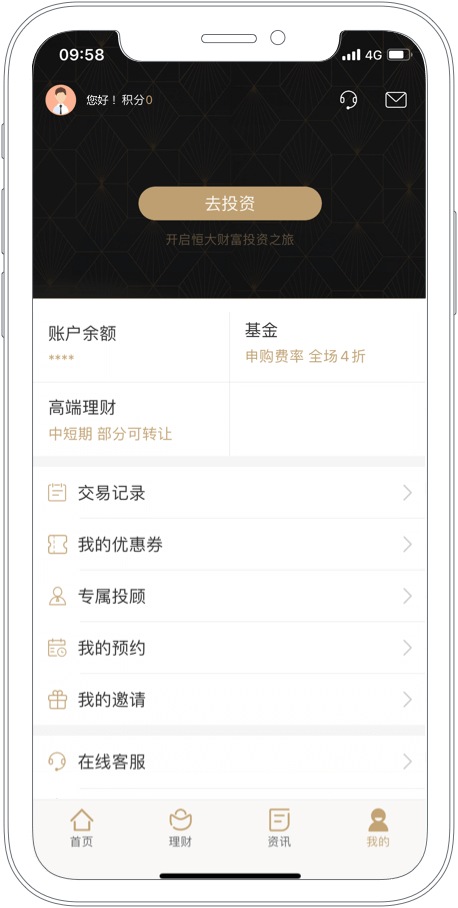 09:58
4G
您好！ 积分0
去投资
开启恒大财富投资之旅
账户余额
****
基金
申购费率 全场4折
高端理财
中短期 部分可转让
交易记录
我的优惠券
专属投顾
我的预约
我的邀请
在线客服
首页
理财
资讯
我的